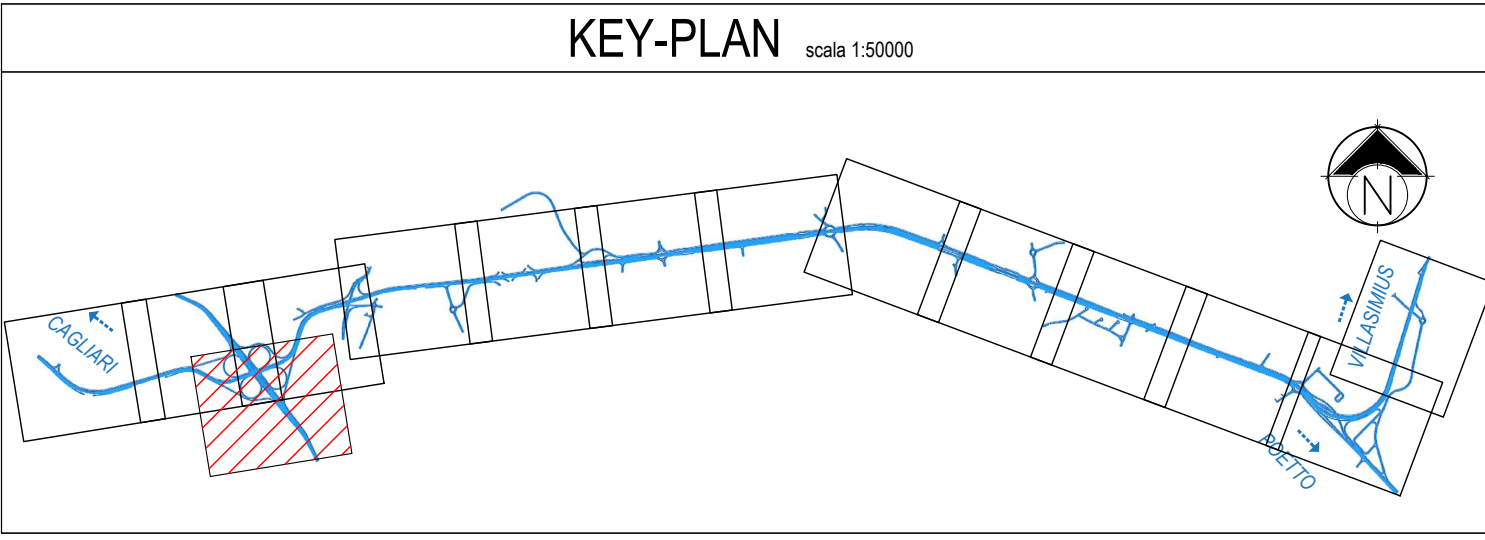 KEY-PLAN scala 1:50000
N
CAGLIARI
VILLASIMIUS
POETTO